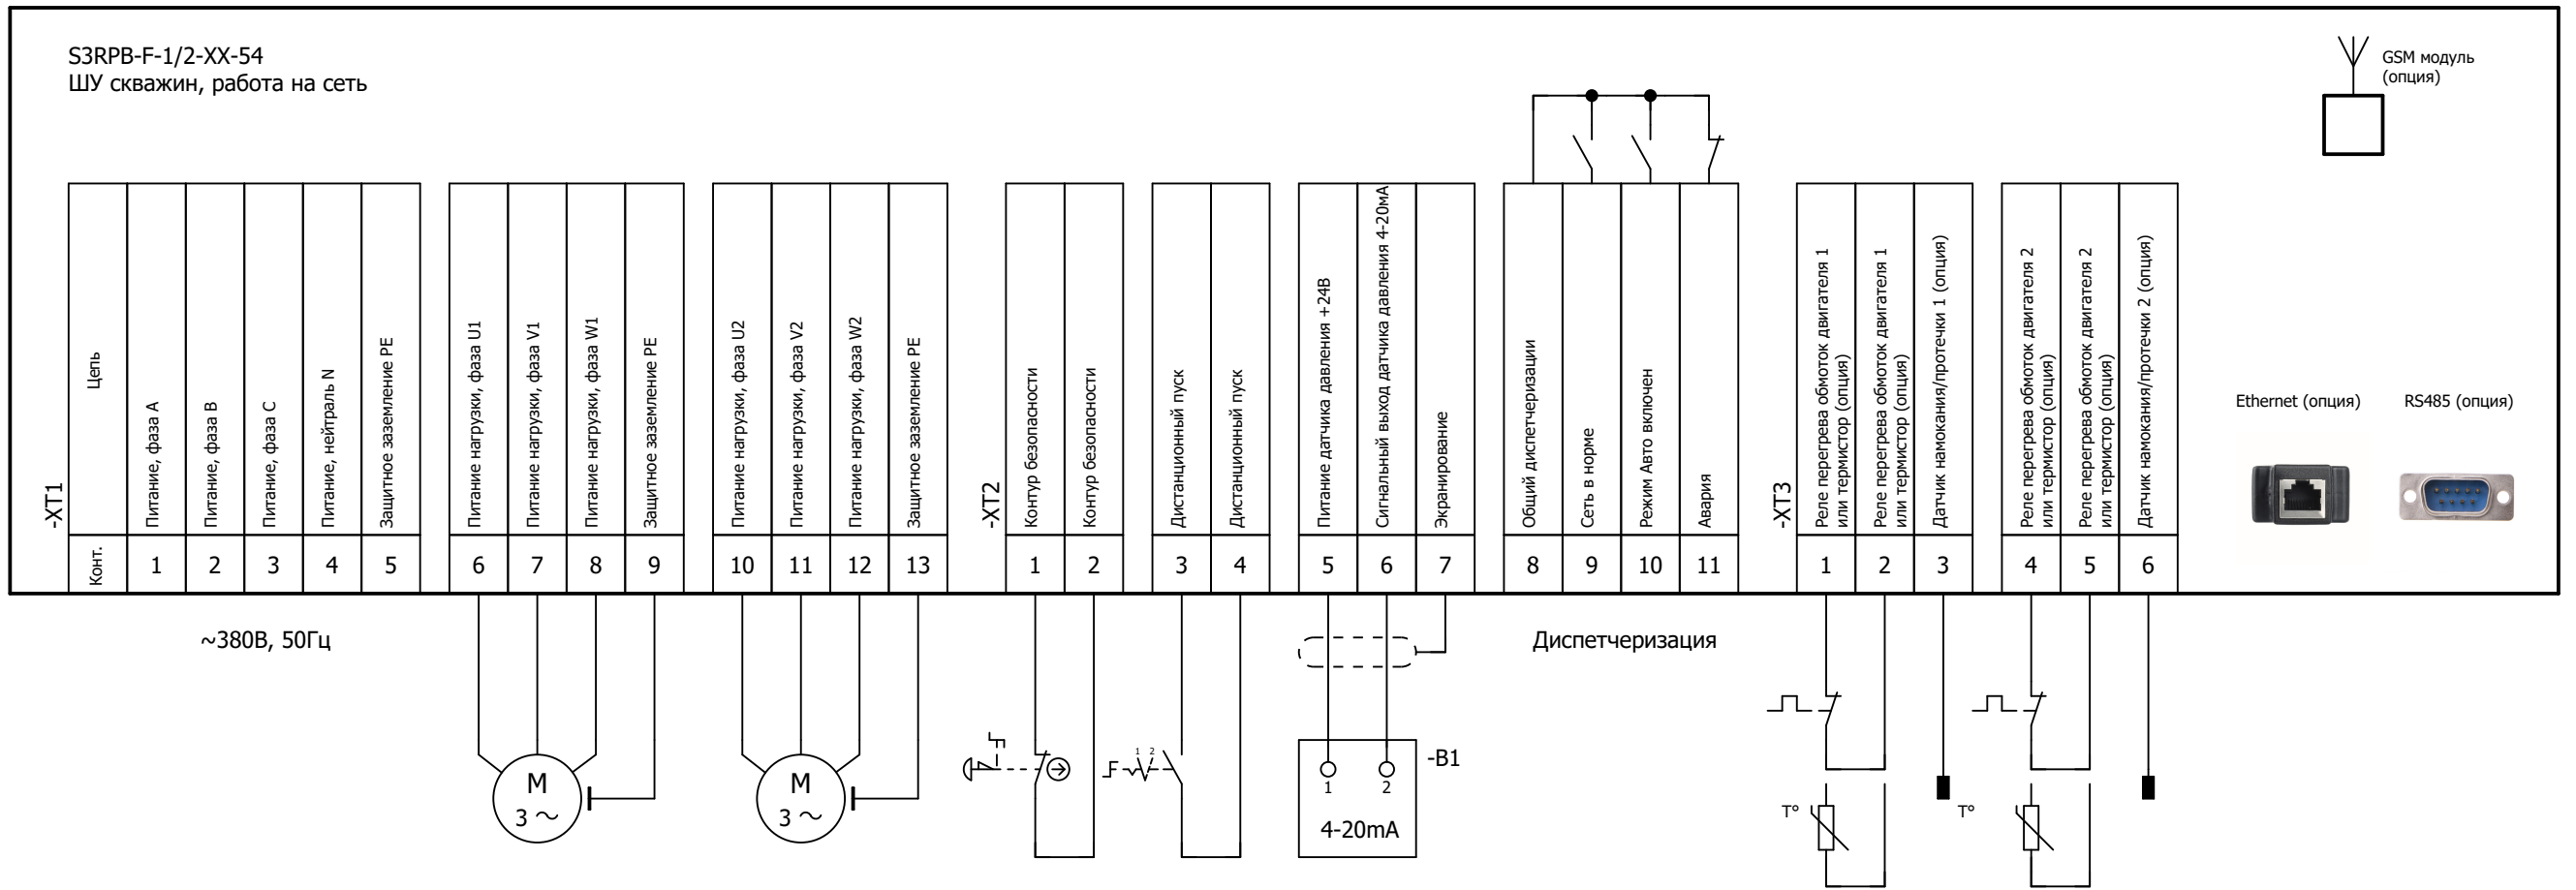 S3RPB-F-1/2-XX-54
ШУ скважин, работа на сеть
GSM модуль
(опция)
-XT1
Цепь
Питание, фаза A
Питание, фаза B
Питание, фаза C
Питание, нейтраль N
Защитное заземление PE
Питание нагрузки, фаза U1
Питание нагрузки, фаза V1
Питание нагрузки, фаза W1
Защитное заземление PE
Питание нагрузки, фаза U2
Питание нагрузки, фаза V2
Питание нагрузки, фаза W2
Защитное заземление PE
-XT2
Контур безопасности
Контур безопасности
Дистанционный пуск
Дистанционный пуск
Питание датчика давления +24В
Сигнальный выход датчика давления 4-20мА
Экранирование
Общий диспетчеризации
Сеть в норме
Режим Авто включен
Авария
-XT3
Реле перегрева обмоток двигателя 1
или термистор (опция)
Реле перегрева обмоток двигателя 1
или термистор (опция)
Датчик намокания/протечки 1 (опция)
Реле перегрева обмоток двигателя 2
или термистор (опция)
Реле перегрева обмоток двигателя 2
или термистор (опция)
Датчик намокания/протечки 2 (опция)
Ethernet (опция)
RS485 (опция)
Конт.
1
2
3
4
5
6
7
8
9
10
11
12
13
1
2
3
4
5
6
7
8
9
10
11
1
2
3
4
5
6
~380В, 50Гц
Диспетчеризация
M
3 ~
M
3 ~
1 2
-B1
1
2
4-20mA
T°
T°